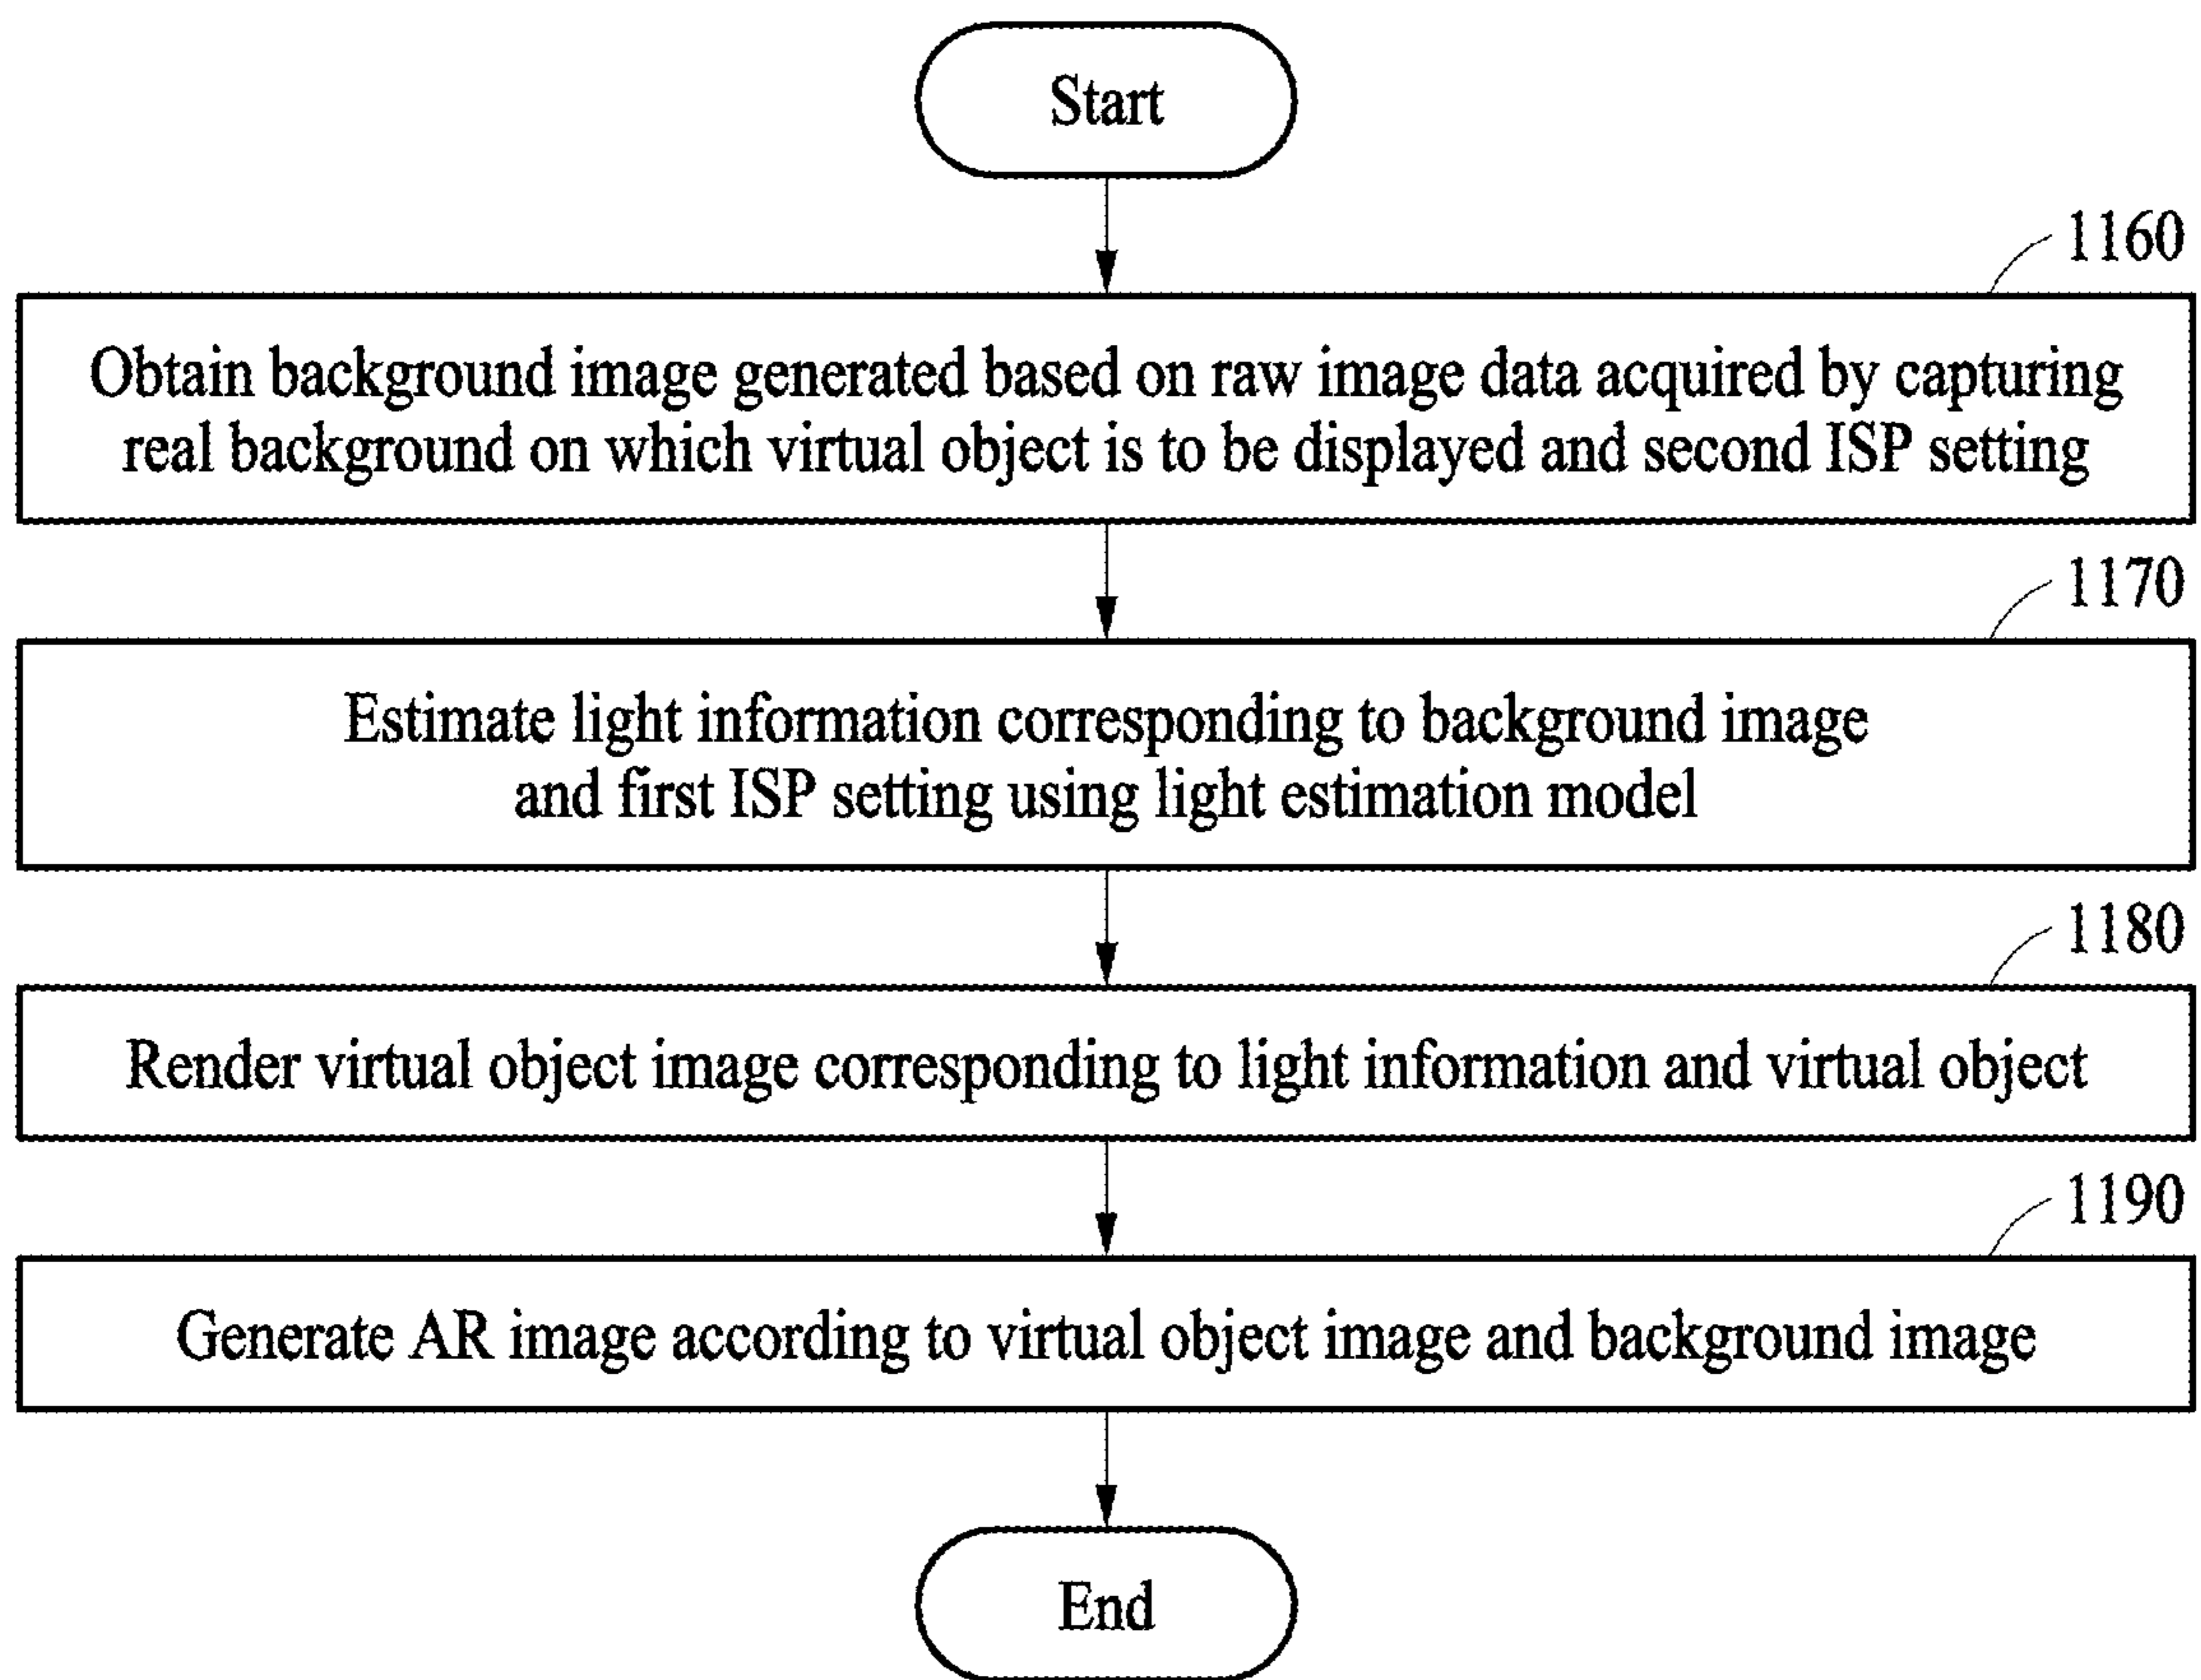 Start
1160
Obtain background image generated based on raw image data acquired by capturing
real background on which virtual object is to be displayed and second ISP setting
1170
Estimate light information corresponding to background image
and first ISP setting using light estimation model
1180
Render virtual object image corresponding to light information and virtual object
1190
Generate AR image according to virtual object image and background image
End